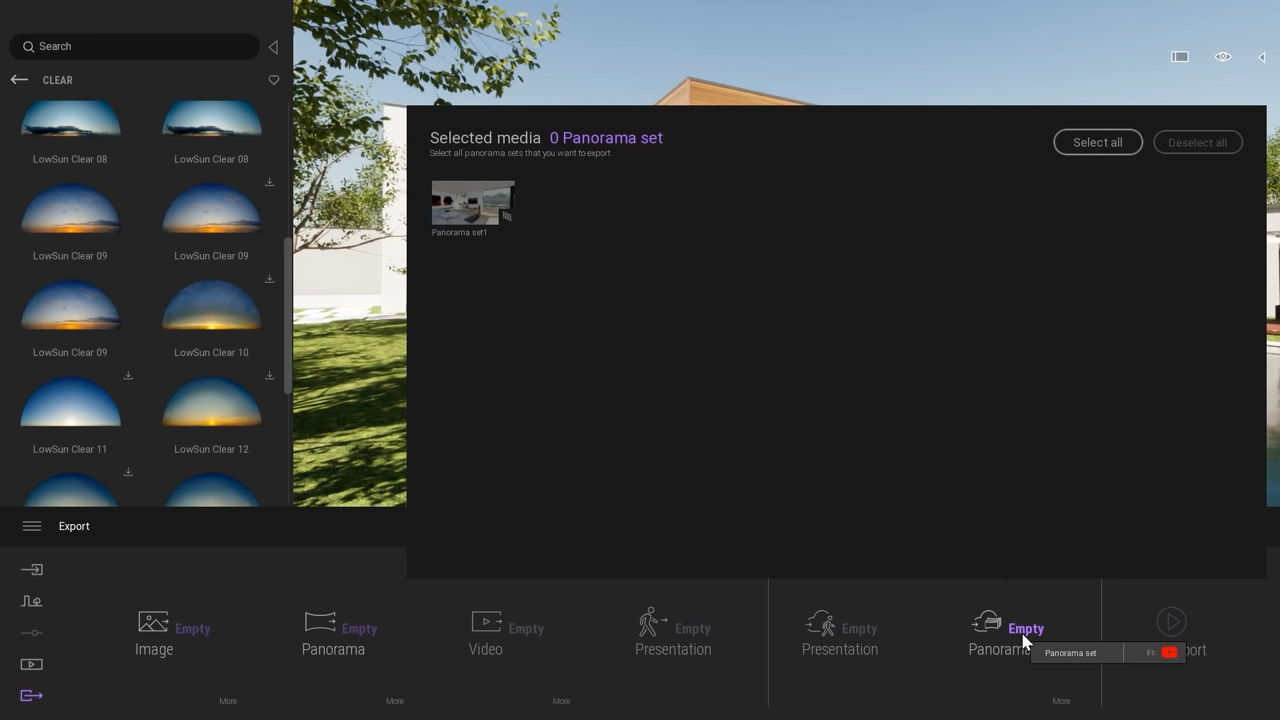 Search
CLEAR
LowSun Clear 08
LowSun Clear 08
LowSun Clear 09
LowSun Clear 09
LowSun Clear 09
LowSun Clear 10
LowSun Clear 11
LowSun Clear 12
Selected media 0 Panorama set
Select all panorama sets that you want to export.
Select all
Deselect all
Panorama set1
Export
Empty
Image
More
Empty
Panorama
More
Empty
Video
More
Empty
Presentation
Empty
Presentation
Empty
Panorama
Panorama set
F1:
More